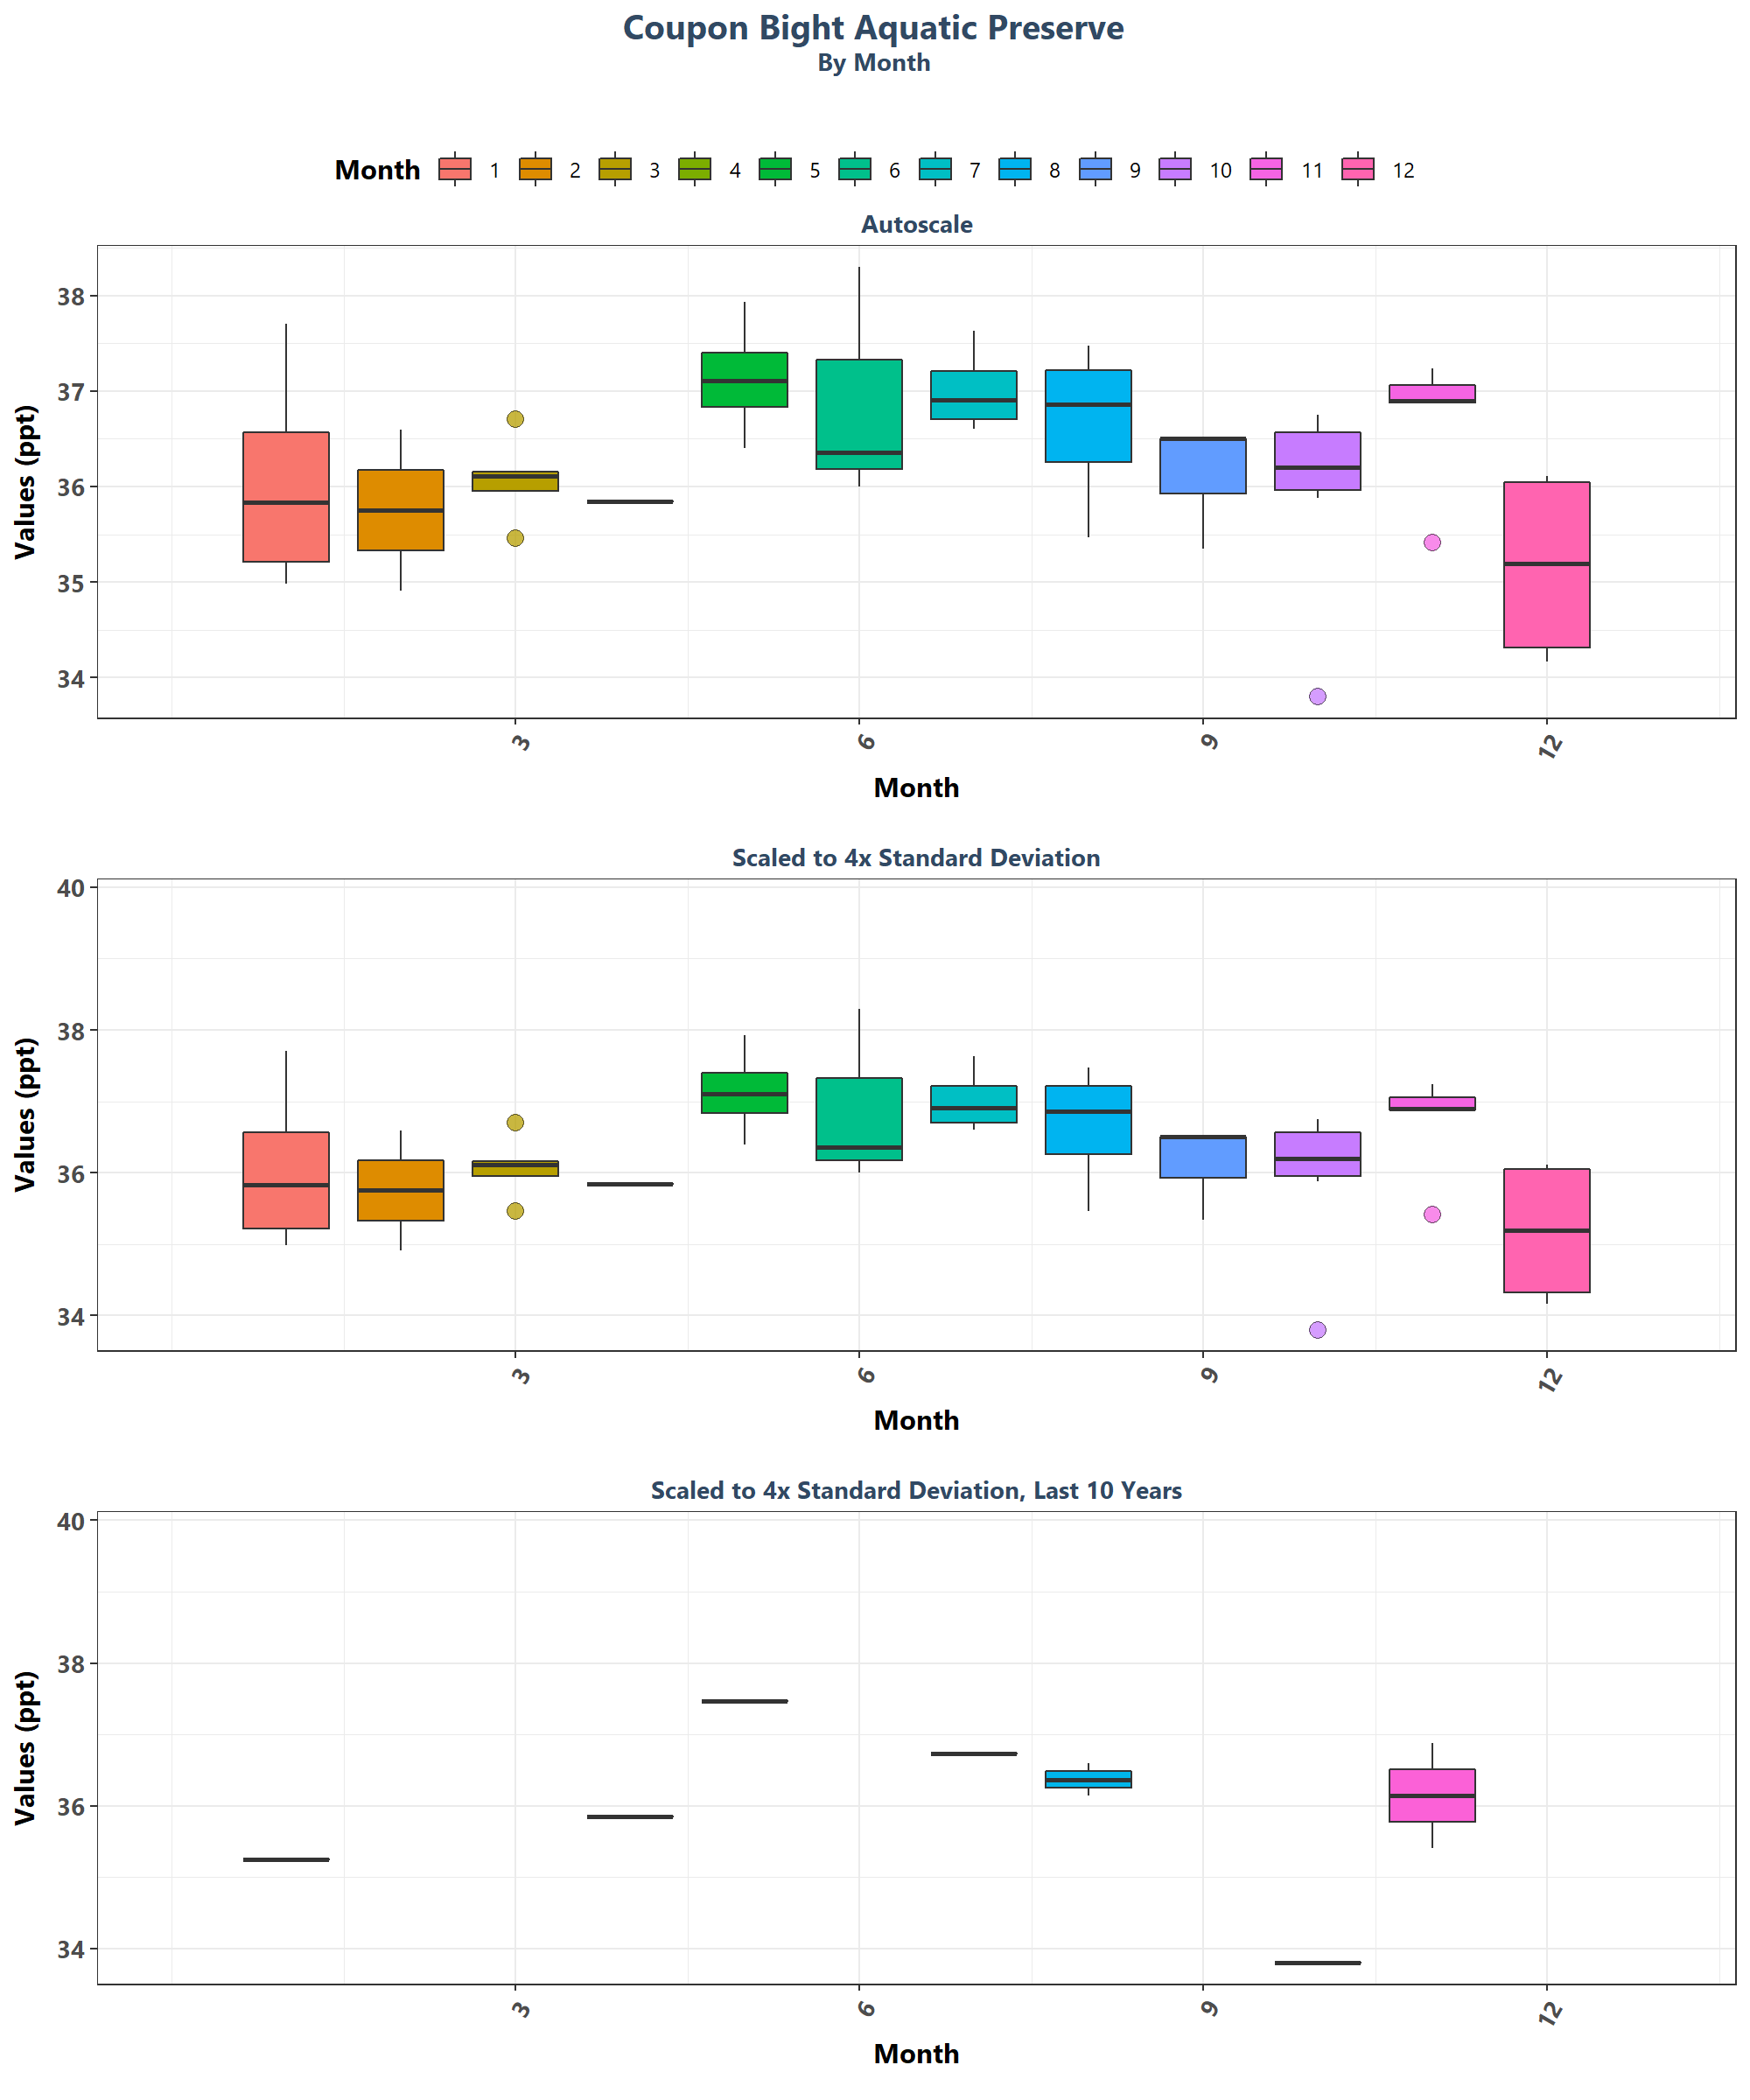 Coupon Bight Aquatic Preserve
By Month
Month 1 2 3 4 5 6 7 8 9 10 11 12
Autoscale
Values (ppt)
38
37
36
35
34
3 6 9 12
Month
Scaled to 4x Standard Deviation
Values (ppt)
40
38
36
34
3 6 9 12
Month
Scaled to 4x Standard Deviation, Last 10 Years
Values (ppt)
40
38
36
34
3 6 9 12
Month